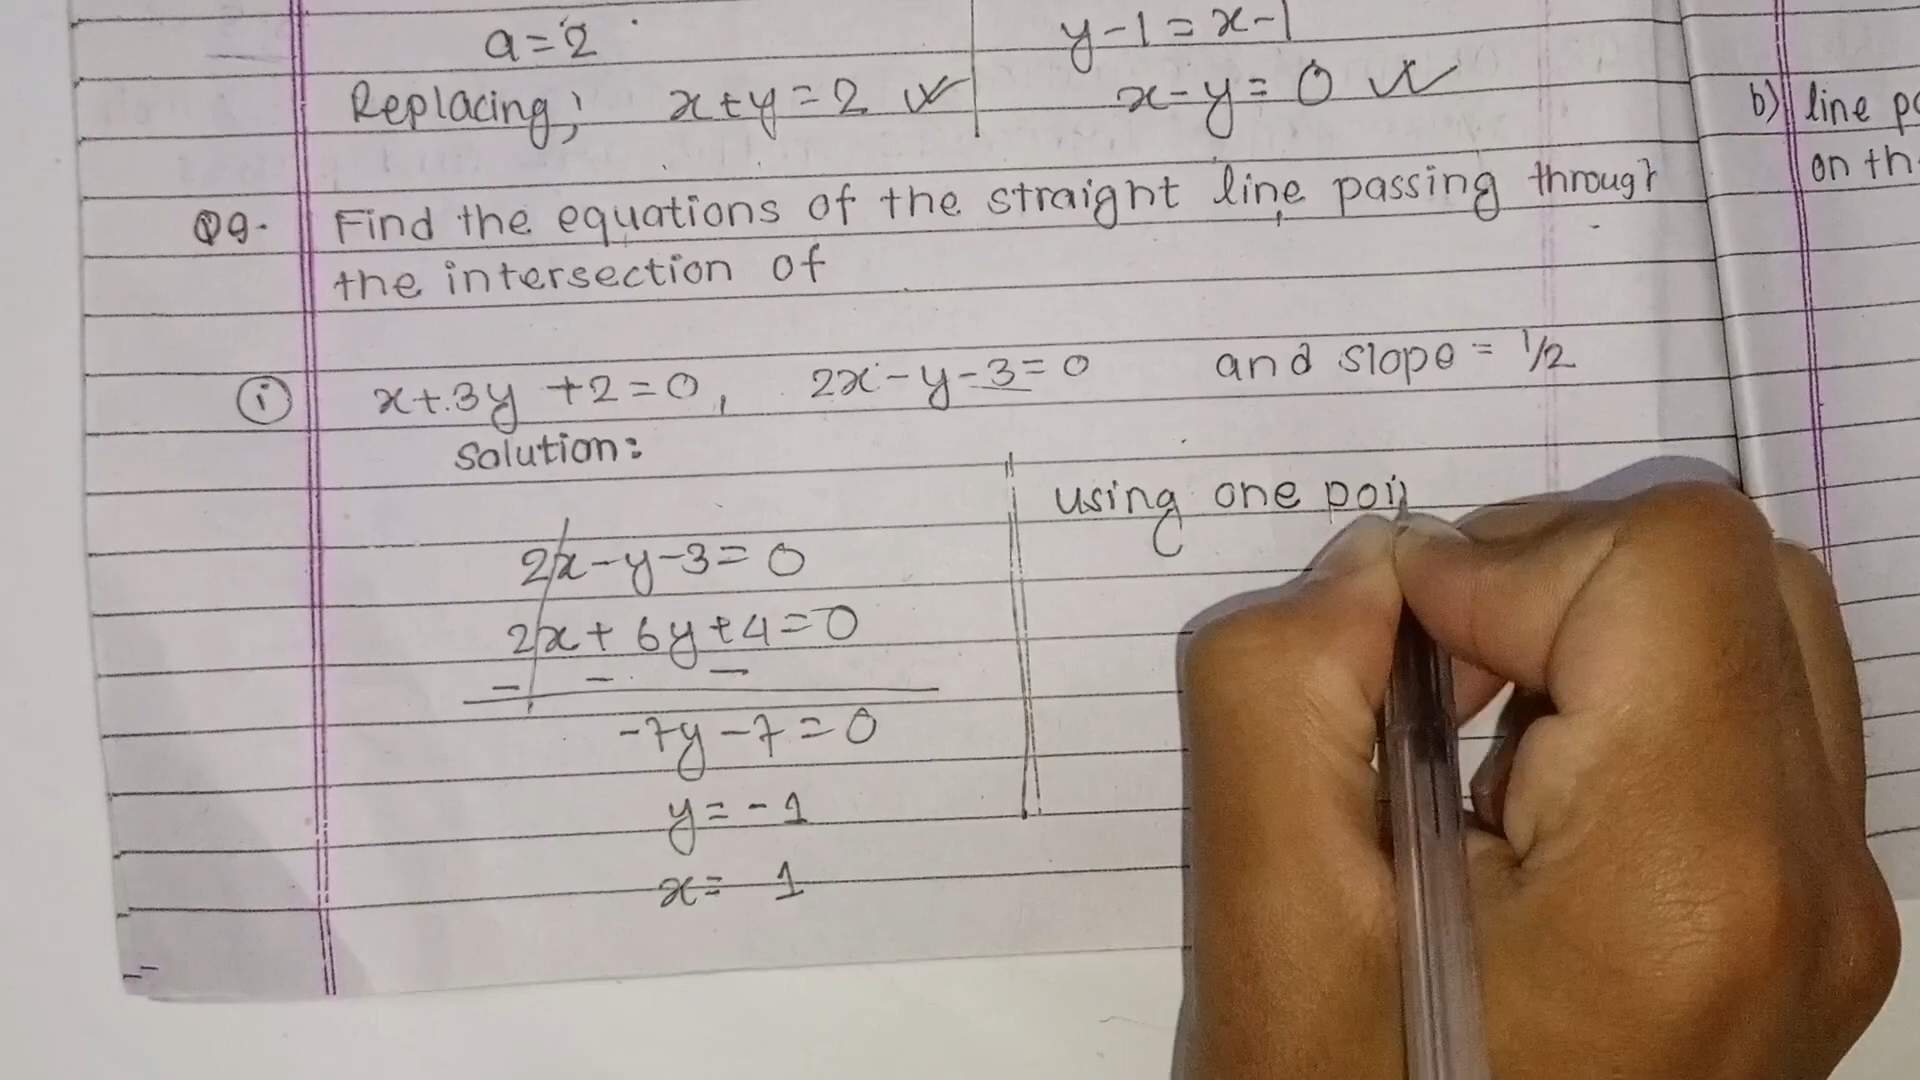 a=2
y-1=x-1
Replacing; x+y=2
x-y=0
b) line
on th
Q9. Find the equations of the straight line passing through
the intersection of
i x+3y+2=0, 2x-y-3=0 and slope = 1/2
Solution:
using one poi
2x-y-3=0
2x+6y+4=0
- - -
-7y-7=0
y=-1
x= 1